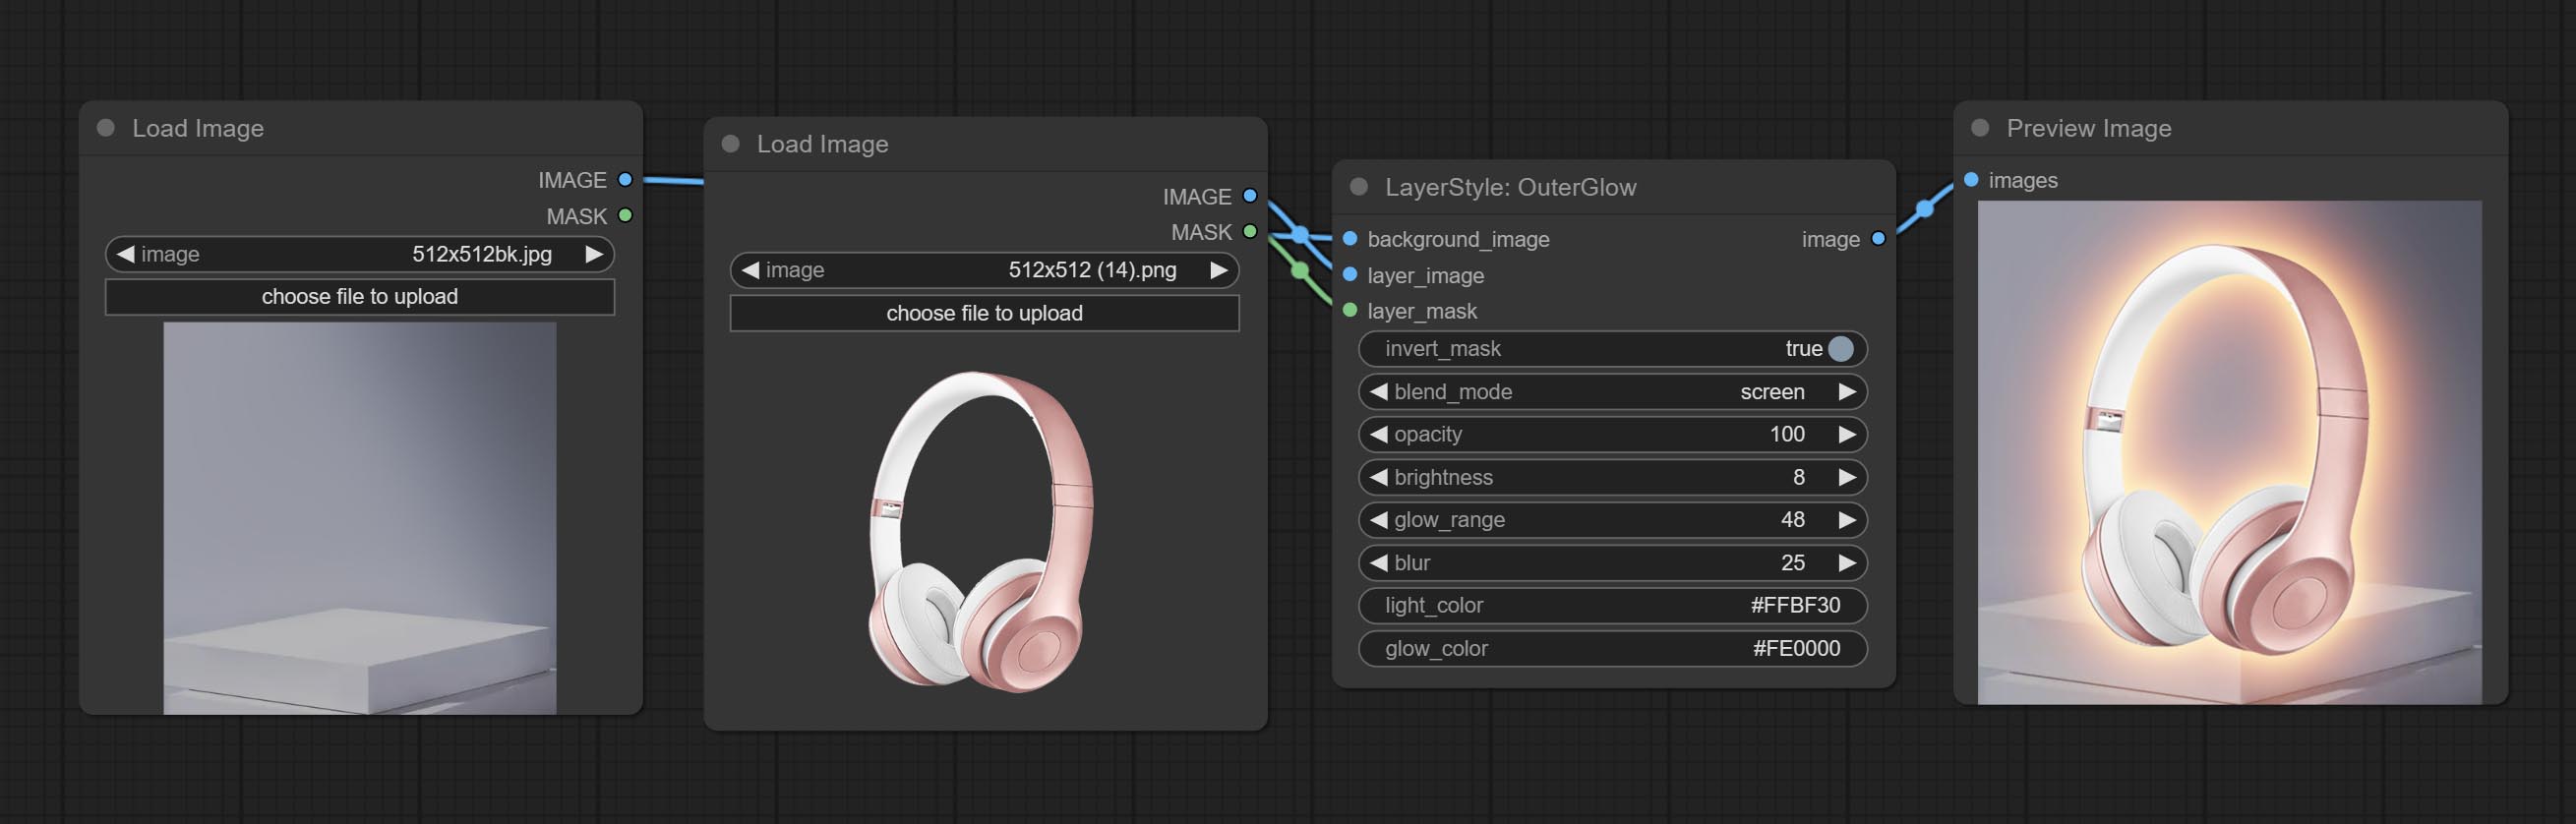 Load Image
IMAGE
MASK
image 512x512bk.jpg
choose file to upload
Load Image
IMAGE
MASK
image 512x512 (14).png
choose file to upload
LayerStyle: OuterGlow
background_image image
layer_image
layer_mask
invert_mask true
blend_mode screen
opacity 100
brightness 8
glow_range 48
blur 25
light_color #FFBF30
glow_color #FE0000
Preview Image
images